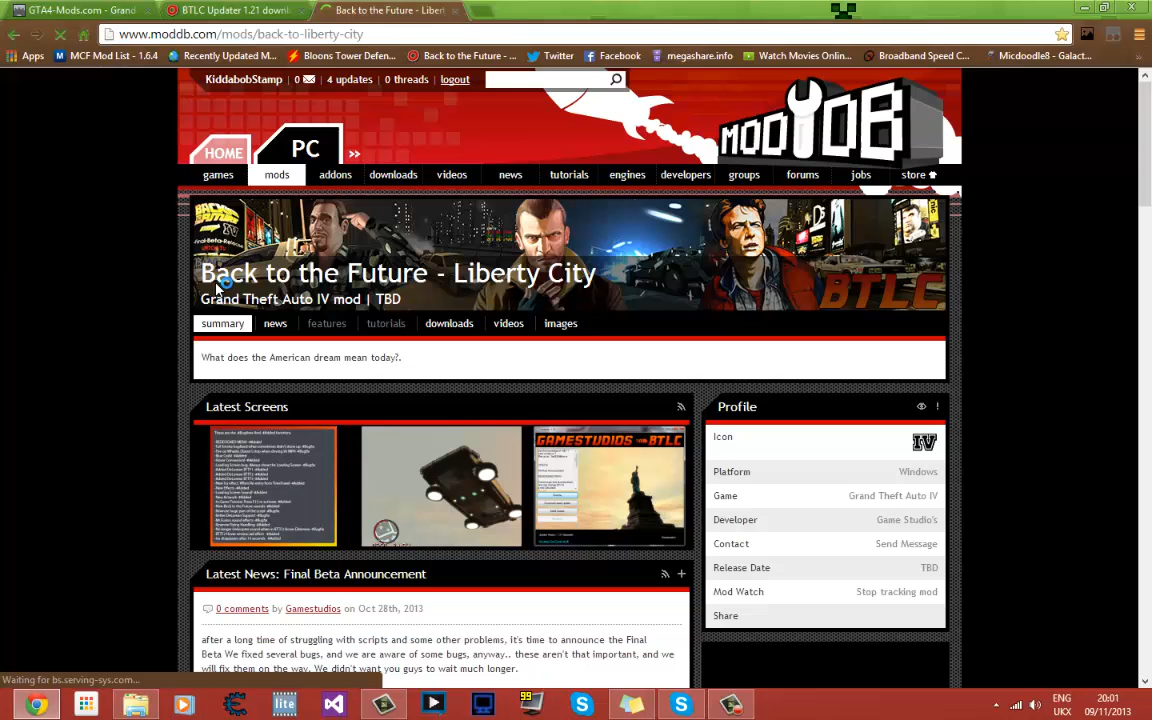 GTA4-Mods.com - Grand
BTLC Updater 1.21 downl
Back to the Future - Libert
www.moddb.com/mods/back-to-liberty-city
Apps
MCF Mod List - 1.6.4
Recently Updated M...
Bloons Tower Defen...
Back to the Future - ...
Twitter
Facebook
megashare.info
Watch Movies Onlin...
Broadband Speed C...
Micdoodle8 - Galact...
KiddabobStamp
0
4 updates
0 threads
logout
HOME
PC
»
MOD DB
games
mods
addons
downloads
videos
news
tutorials
engines
developers
groups
forums
jobs
store
Back to the Future - Liberty City
Grand Theft Auto IV mod | TBD
BTLC
summary
news
features
tutorials
downloads
videos
images
What does the American dream mean today?.
Latest Screens
GAMESTUDIOS BTLC
Profile
Icon
IV
Platform
Windows
Game
Grand Theft Auto IV
Developer
Game Studio's
Contact
Send Message
Release Date
TBD
Mod Watch
Stop tracking mod
Share
Latest News: Final Beta Announcement
0 comments by Gamestudios on Oct 28th, 2013
after a long time of struggling with scripts and some other problems, it's time to announce the Final
Beta We fixed several bugs, and we are aware of some bugs, anyway.. these aren't that important, and we
will fix them on the way. We didn't want you guys to wait much longer.
Waiting for bs.serving-sys.com...
lite
99
ENG
UKX
20:01
09/11/2013